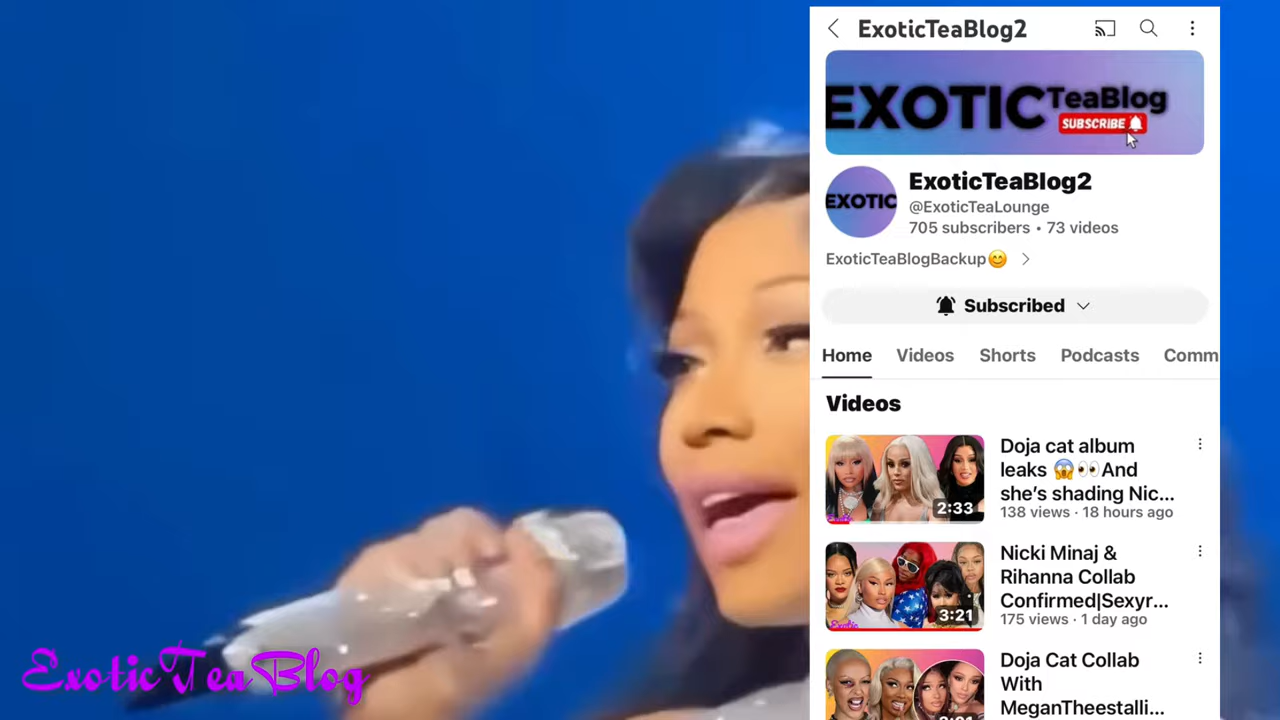 ExoticTeaBlog2
EXOTIC TeaBlog
SUBSCRIBE
EXOTIC
ExoticTeaBlog2
@ExoticTeaLounge
705 subscribers • 73 videos
ExoticTeaBlogBackup😊
Subscribed
Home Videos Shorts Podcasts Comm
Videos
Doja cat album
leaks 😱👀And
she’s shading Nic...
138 views · 18 hours ago
2:33
Nicki Minaj &
Rihanna Collab
Confirmed|Sexyr...
175 views · 1 day ago
3:21
Exotic
Doja Cat Collab
With
MeganTheestalli...
ExoticTeaBlog